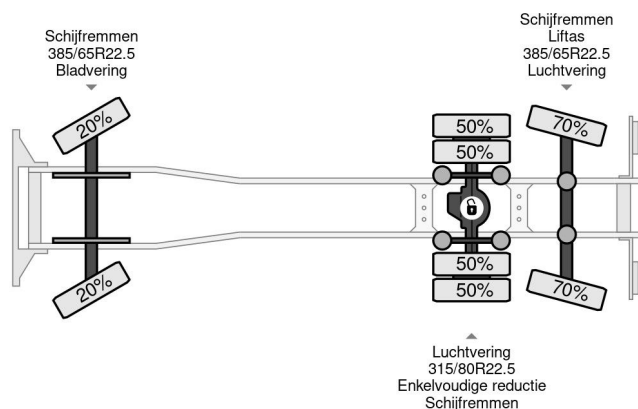 Schijfremmen
385/65R22.5
Bladvering
Schijfremmen
Liftas
385/65R22.5
Luchtvering
20%
50%
50%
70%
20%
50%
50%
70%
Luchtvering
315/80R22.5
Enkelvoudige reductie
Schijfremmen